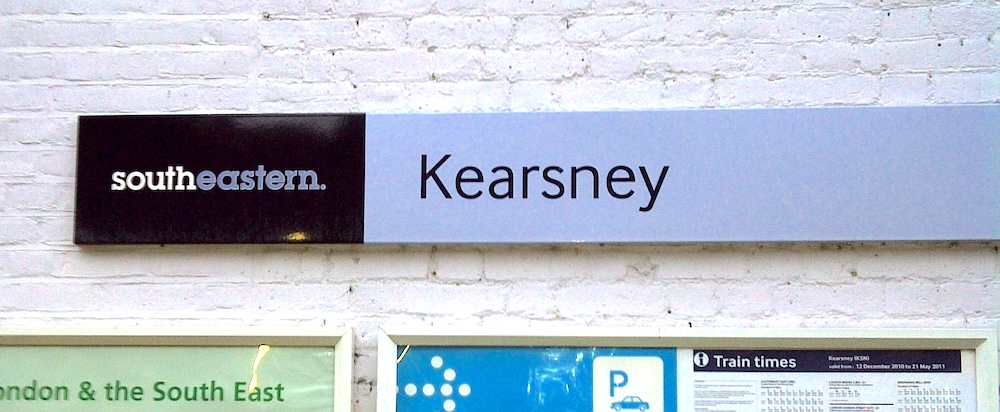 southeastern.
Kearsney
ondon & the South East
P
i Train times
Kearsney (KSN)
valid from: 12 December 2010 to 21 May 2011